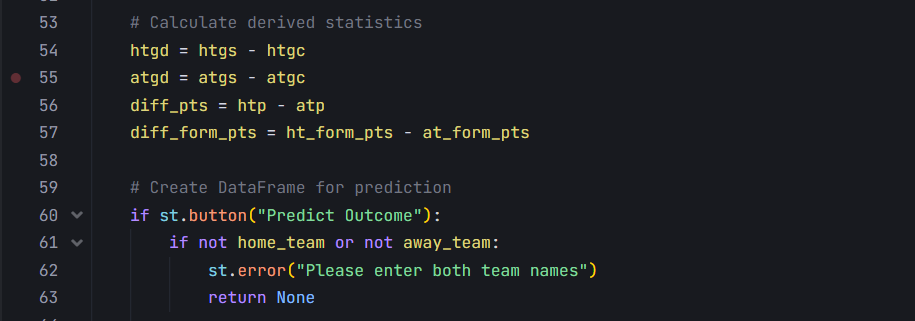 53 # Calculate derived statistics
54 htgd = htgs - htgc
55 atgd = atgs - atgc
56 diff_pts = htp - atp
57 diff_form_pts = ht_form_pts - at_form_pts
58
59 # Create DataFrame for prediction
60 if st.button("Predict Outcome"):
61 if not home_team or not away_team:
62 st.error("Please enter both team names")
63 return None